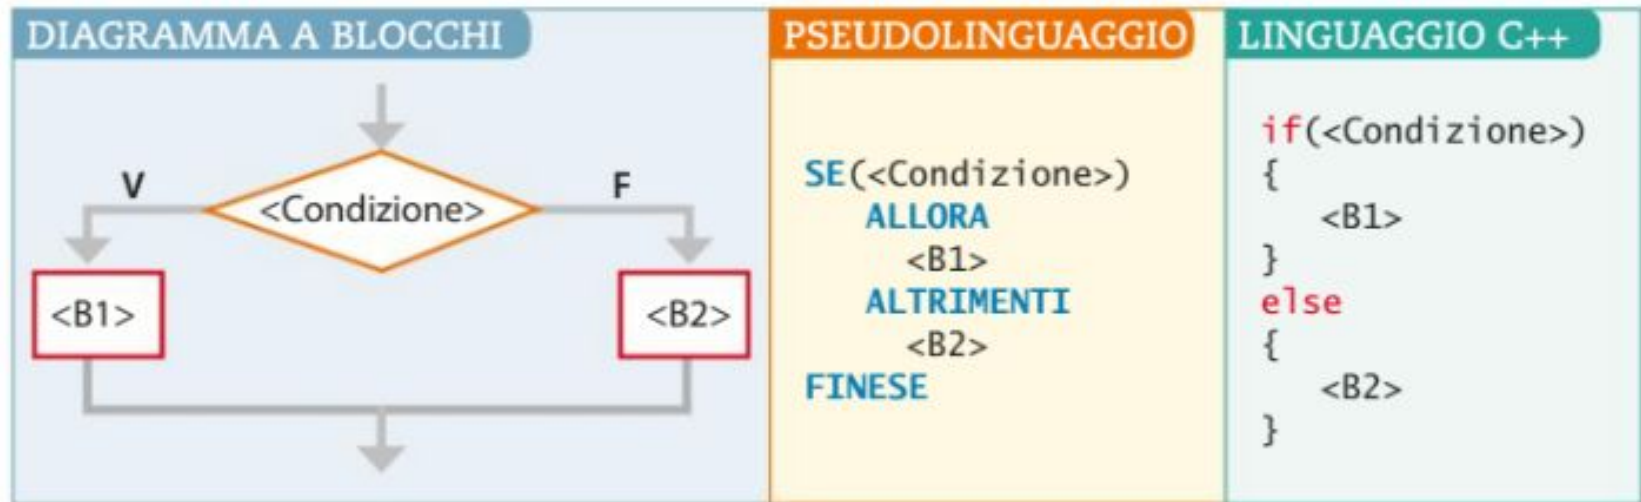 DIAGRAMMA A BLOCCHI
V
F
<Condizione>
<B1>
<B2>
PSEUDOLINGUAGGIO
SE(<Condizione>)
ALLORA
<B1>
ALTRIMENTI
<B2>
FINESE
LINGUAGGIO C++
if(<Condizione>)
{
<B1>
}
else
{
<B2>
}